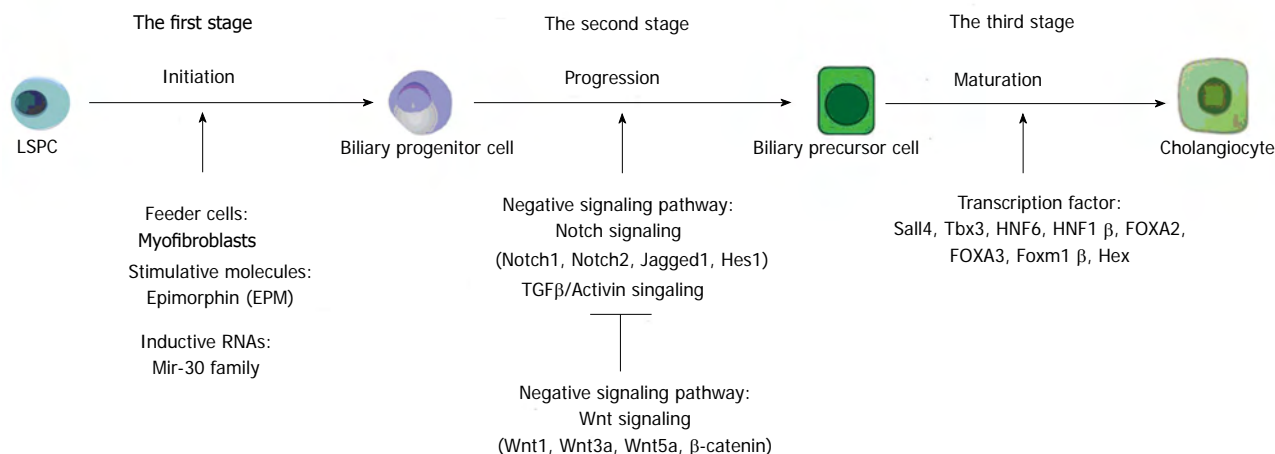 The first stage
The second stage
The third stage
Initiation
Progression
Maturation
LSPC
Biliary progenitor cell
Biliary precursor cell
Cholangiocyte
Feeder cells:
Myofibroblasts
Stimulative molecules:
Epimorphin (EPM)
Inductive RNAs:
Mir-30 family
Negative signaling pathway:
Notch signaling
(Notch1, Notch2, Jagged1, Hes1)
TGFβ/Activin singaling
Negative signaling pathway:
Wnt signaling
(Wnt1, Wnt3a, Wnt5a, β-catenin)
Transcription factor:
Sall4, Tbx3, HNF6, HNF1 β, FOXA2,
FOXA3, Foxm1 β, Hex